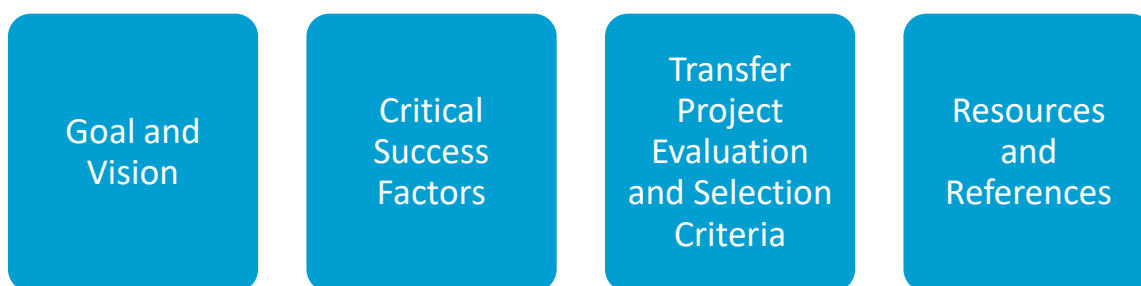 Goal and
Vision
Critical
Success
Factors
Transfer
Project
Evaluation
and Selection
Criteria
Resources
and
References